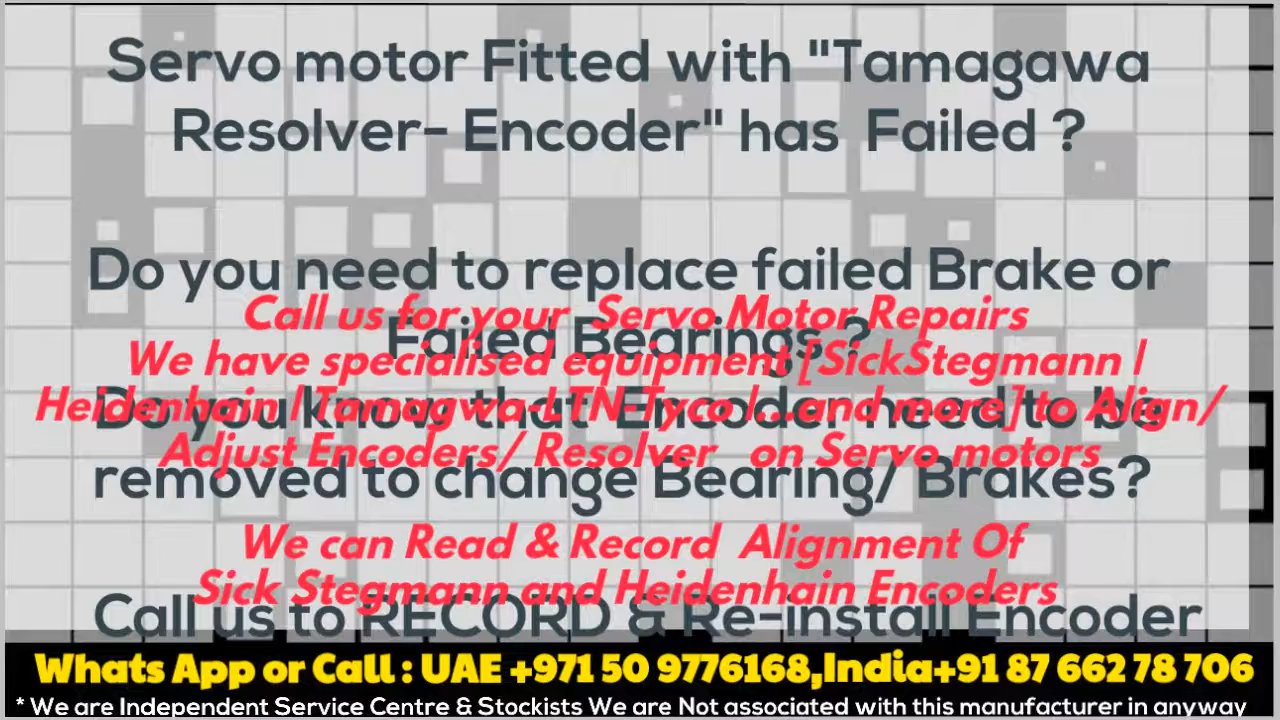 Servo motor Fitted with "Tamagawa
Resolver- Encoder" has Failed ?
Do you need to replace failed Brake or
Failed Bearings ?
Do you know that Encoder need to be
removed to change Bearing/ Brakes?
Call us to RECORD & Re-install Encoder
Call us for your Servo Motor Repairs
We have specialised equipment [SickStegmann |
Heidenhain | Tamagwa-LTN-Tyco |...and more] to Align/
Adjust Encoders/ Resolver on Servo motors
We can Read & Record Alignment Of
Sick Stegmann and Heidenhain Encoders
Whats App or Call : UAE +971 50 9776168,India+91 87 662 78 706
* We are Independent Service Centre & Stockists We are Not associated with this manufacturer in anyway